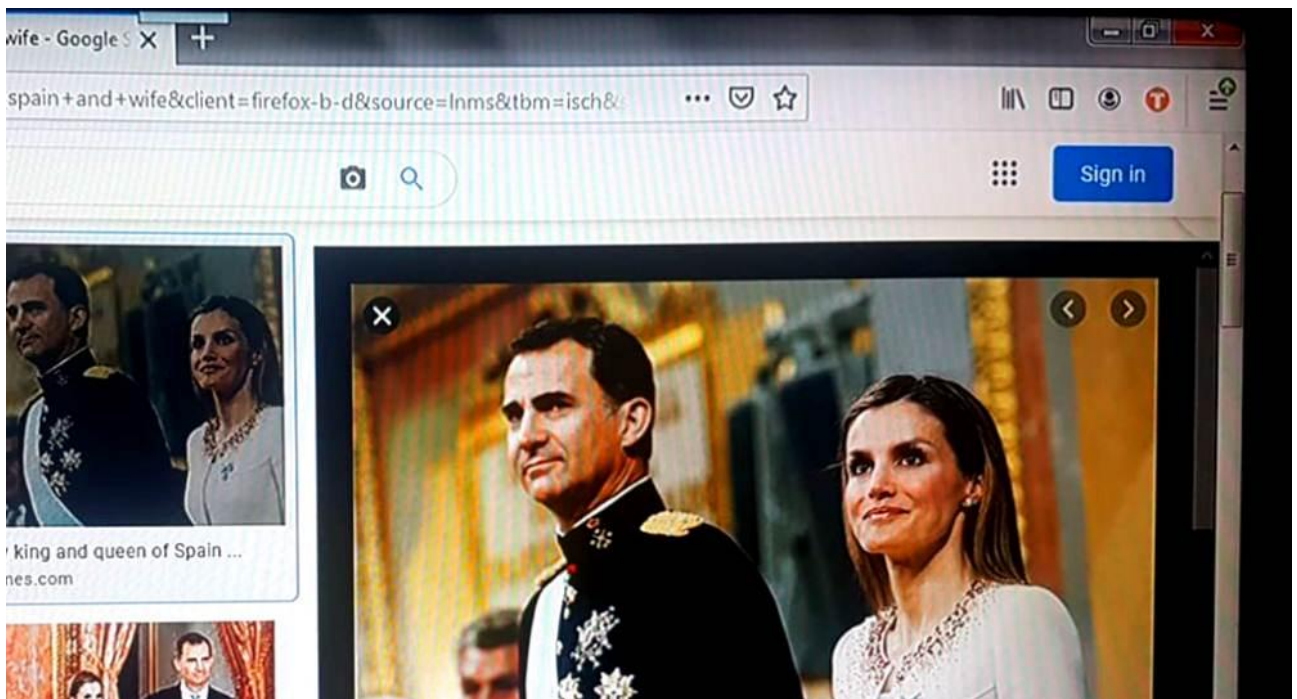 wife - Google S
spain+and+wife&client=firefox-b-d&source=lnms&tbm=isch&
Sign in
king and queen of Spain ...
nes.com